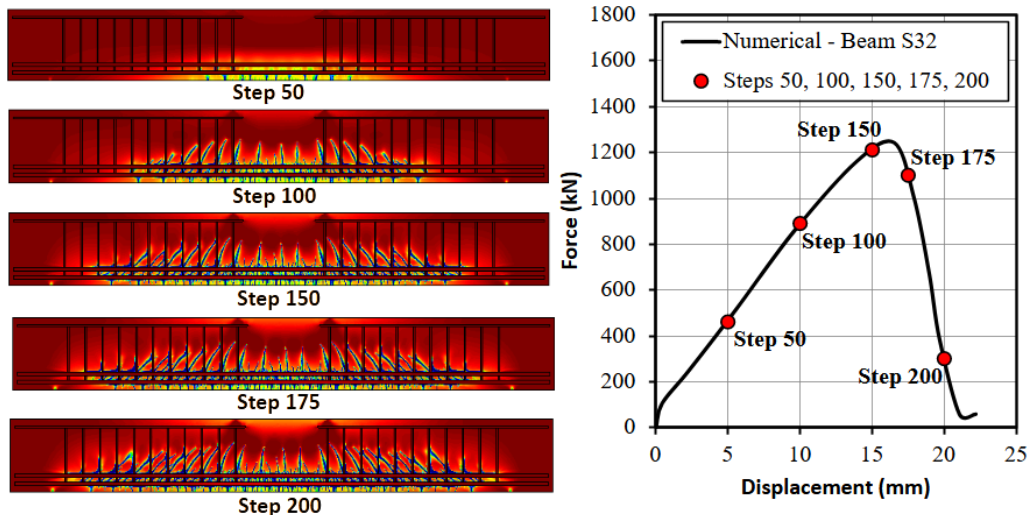 Step 50
Step 100
Step 150
Step 175
Step 200
1800
1600
1400
1200
1000
800
600
400
200
0
Force (kN)
Numerical - Beam S32
Steps 50, 100, 150, 175, 200
Step 150
Step 175
Step 100
Step 50
Step 200
0 5 10 15 20 25
Displacement (mm)